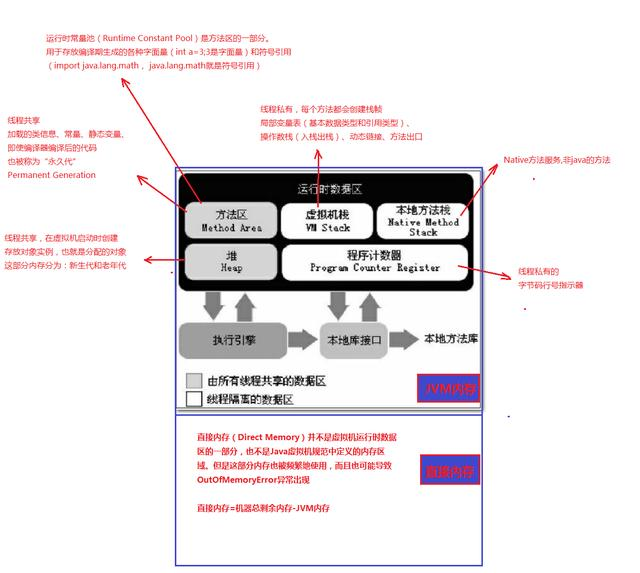 运行时常量池（Runtime Constant Pool）是方法区的一部分。
用于存放编译期生成的各种字面量（int a=3;3是字面量）和符号引用
（import java.lang.math， java.lang.math就是符号引用）
线程共享
加载的类信息、常量、静态变量、
即使编译器编译后的代码
也被称为“永久代”
Permanent Generation
线程私有，每个方法都会创建栈帧
局部变量表（基本数据类型和引用类型）、
操作数栈（入栈出栈）、动态链接、方法出口
Native方法服务,非java的方法
线程共享，在虚拟机启动时创建
存放对象实例，也就是分配的对象
这部分内存分为：新生代和老年代
线程私有的
字节码行号指示器
运行时数据区
方法区
Method Area
虚拟机栈
VM Stack
本地方法栈
Native Method
Stack
堆
Heap
程序计数器
Program Counter Register
执行引擎
本地库接口
本地方法库
由所有线程共享的数据区
线程隔离的数据区
JVM内存
直接内存（Direct Memory）并不是虚拟机运行时数据
区的一部分，也不是Java虚拟机规范中定义的内存区
域。但是这部分内存也被频繁地使用，而且也可能导致
OutOfMemoryError异常出现
直接内存=机器总剩余内存-JVM内存
直接内存